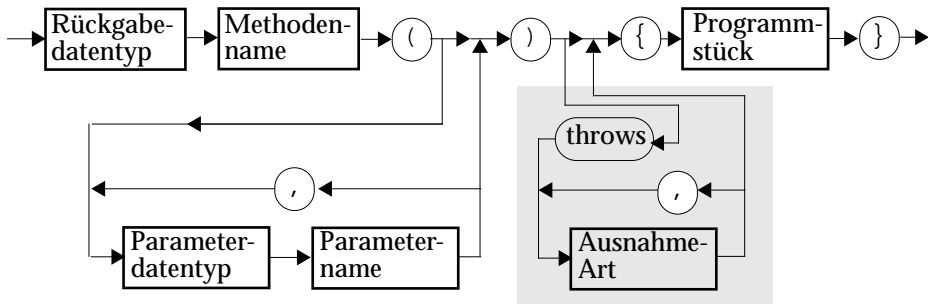 Rückgabe-
datentyp
Methoden-
name
(
)
{
Programm-
stück
}
throws
,
,
Parameter-
datentyp
Parameter-
name
Ausnahme-
Art